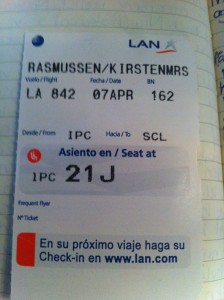 LAN
RASMUSSEN/KIRSTENMRS
Vuelo / Flight Fecha / Date BN
LA 842 07APR 162
Desde / From IPC Hacia / To SCL
Asiento en / Seat at
IPC 21J
Frequent Flyer
Nº Ticket
En su próximo viaje haga su
Check-in en www.lan.com